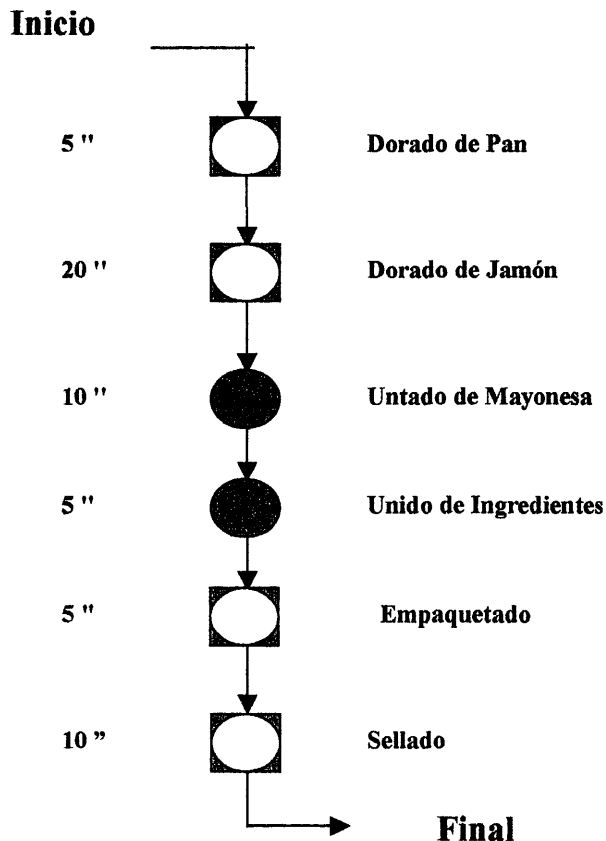 Inicio
5 " Dorado de Pan
20 " Dorado de Jamón
10 " Untado de Mayonesa
5 " Unido de Ingredientes
5 " Empaquetado
10 ” Sellado
Final